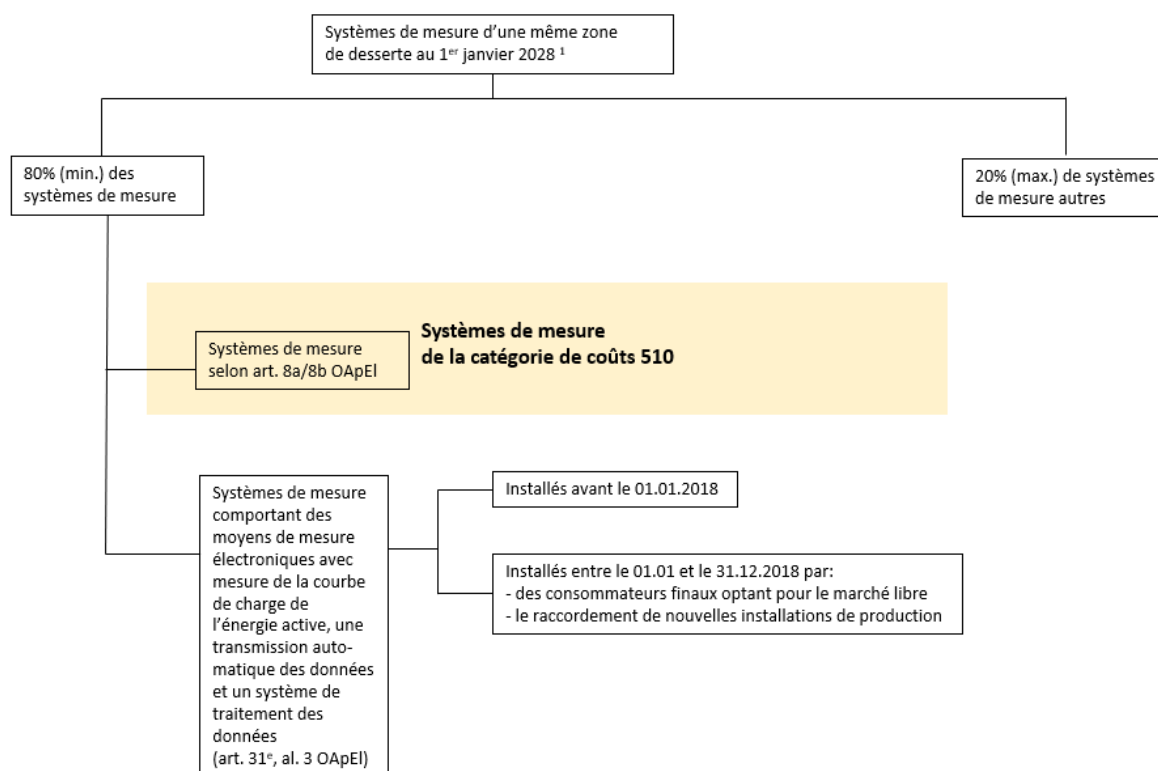 Systèmes de mesure d’une même zone
de desserte au 1er janvier 2028 1
80% (min.) des
systèmes de mesure
20% (max.) de systèmes
de mesure autres
Systèmes de mesure
de la catégorie de coûts 510
Systèmes de mesure
selon art. 8a/8b OApEl
Systèmes de mesure
comportant des
moyens de mesure
électroniques avec
mesure de la courbe
de charge de
l’énergie active, une
transmission auto-
matique des données
et un système de
traitement des
données
(art. 31e, al. 3 OApEl)
Installés avant le 01.01.2018
Installés entre le 01.01 et le 31.12.2018 par:
- des consommateurs finaux optant pour le marché libre
- le raccordement de nouvelles installations de production